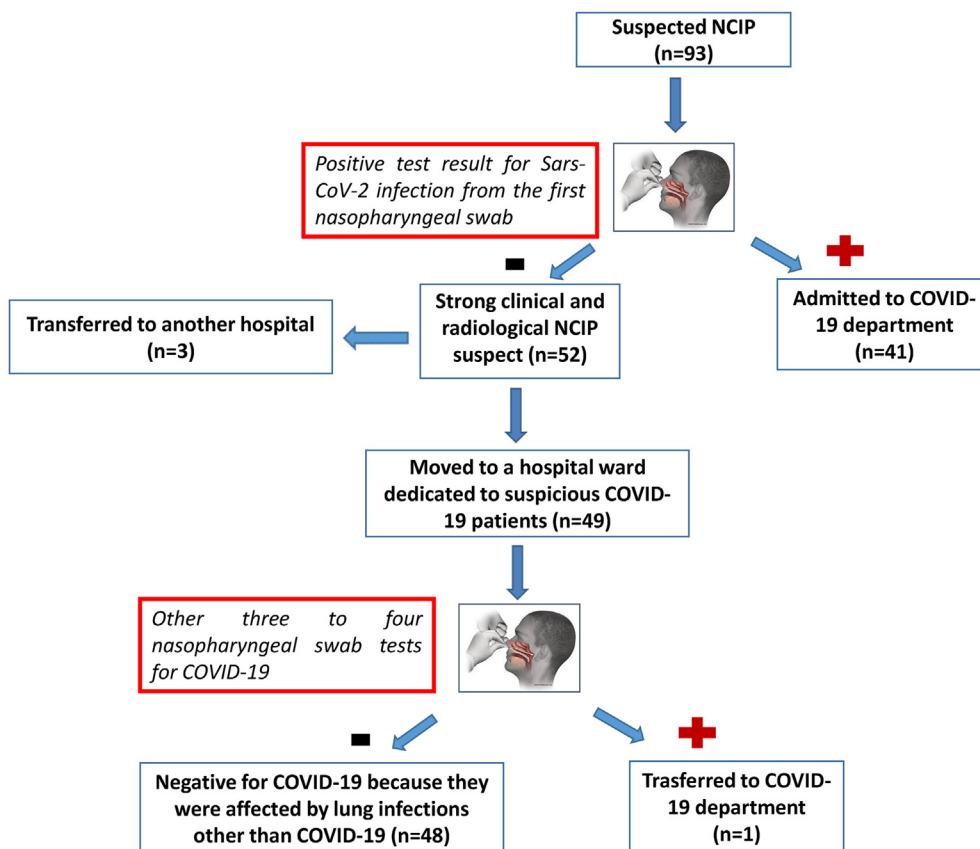 Suspected NCIP
(n=93)
Positive test result for Sars-
CoV-2 infection from the first
nasopharyngeal swab
Strong clinical and
radiological NCIP
suspect (n=52)
Admitted to COVID-
19 department
(n=41)
Transferred to another hospital
(n=3)
Moved to a hospital ward
dedicated to suspicious COVID-
19 patients (n=49)
Other three to four
nasopharyngeal swab tests
for COVID-19
Negative for COVID-19 because they
were affected by lung infections
other than COVID-19 (n=48)
Trasferred to COVID-
19 department
(n=1)